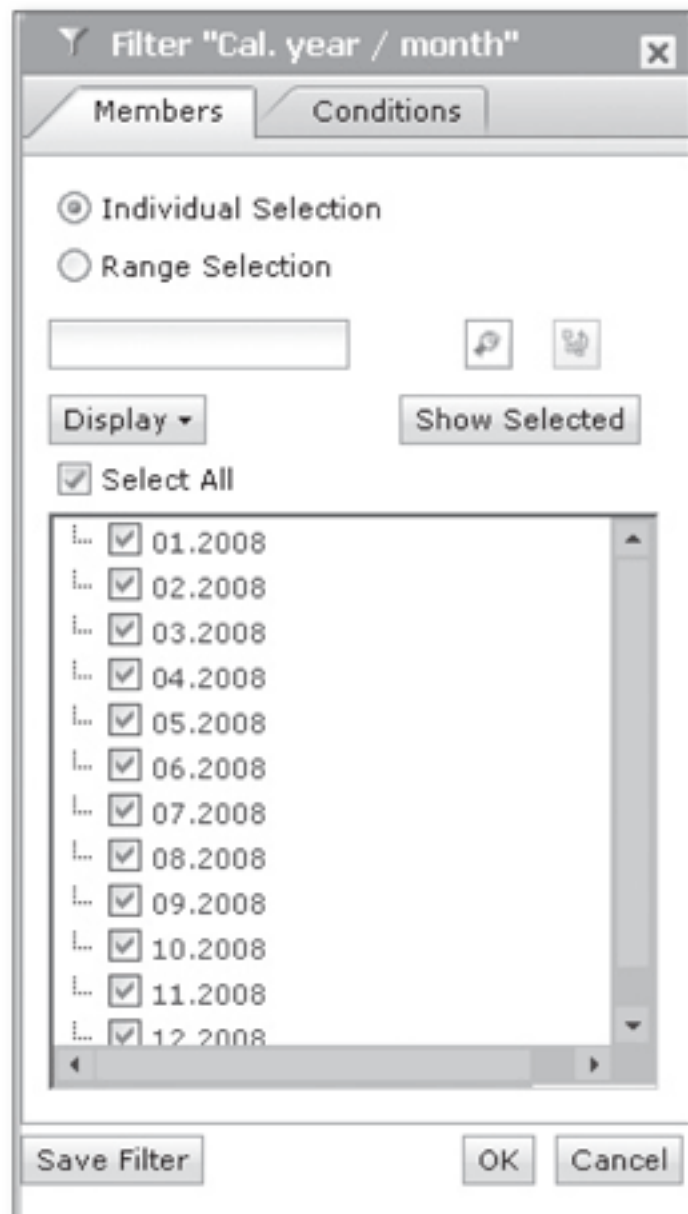 Filter "Cal. year / month"
Members Conditions
Individual Selection
Range Selection
Display Show Selected
Select All
01.2008
02.2008
03.2008
04.2008
05.2008
06.2008
07.2008
08.2008
09.2008
10.2008
11.2008
12.2008
Save Filter OK Cancel